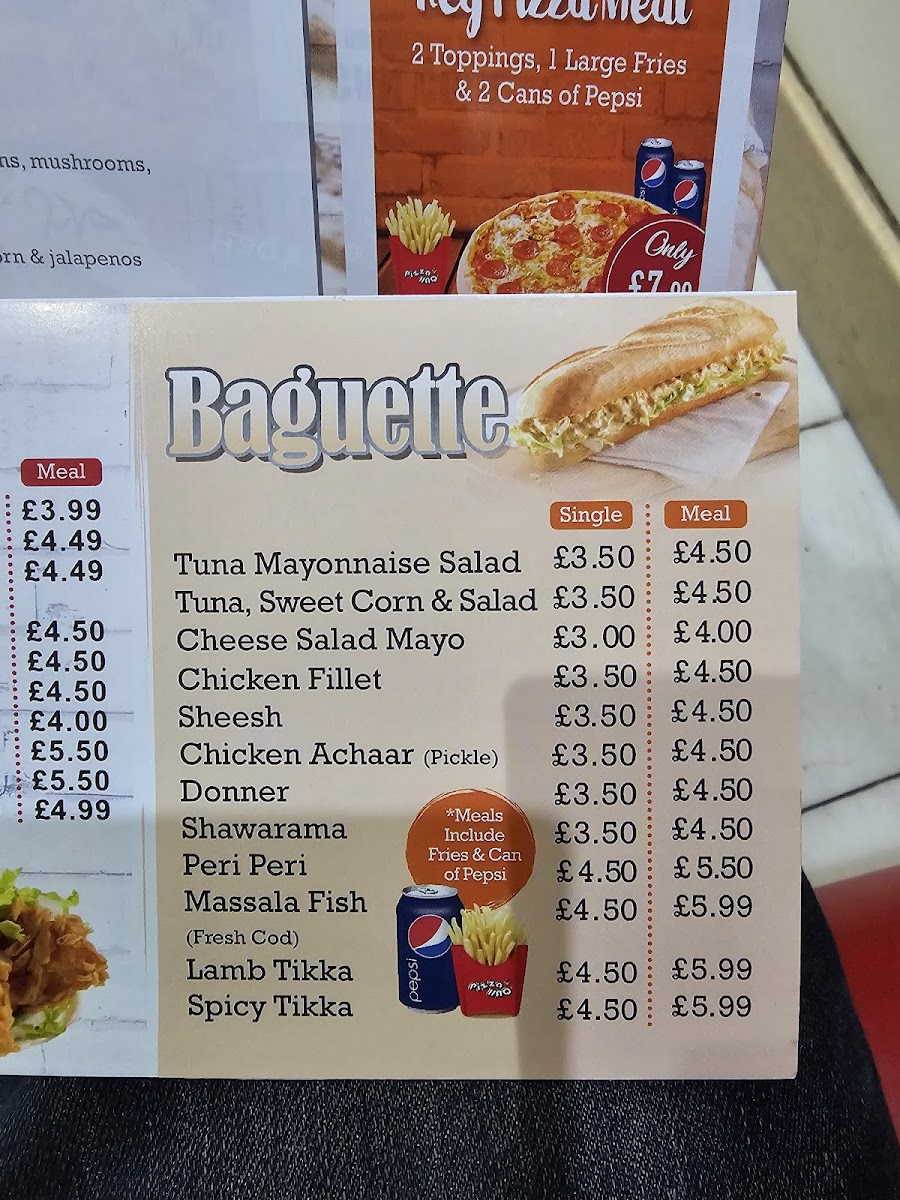 Reg Pizza Meal
2 Toppings, 1 Large Fries
& 2 Cans of Pepsi
mushrooms,
& jalapenos
pepsi
pepsi
Only
Baguette
Meal
£3.99
£4.49
£4.49
£4.50
£4.50
£4.50
£4.00
£5.50
£5.50
£4.99
Single Meal
Tuna Mayonnaise Salad £3.50 £4.50
Tuna, Sweet Corn & Salad £3.50 £4.50
Cheese Salad Mayo £3.00 £4.00
Chicken Fillet £3.50 £4.50
Sheesh £3.50 £4.50
Chicken Achaar (Pickle) £3.50 £4.50
Donner £3.50 £4.50
Shawarama £3.50 £4.50
Peri Peri £4.50 £5.50
Massala Fish £4.50 £5.99
(Fresh Cod)
Lamb Tikka £4.50 £5.99
Spicy Tikka £4.50 £5.99
*Meals
Include
Fries & Can
of Pepsi
pepsi